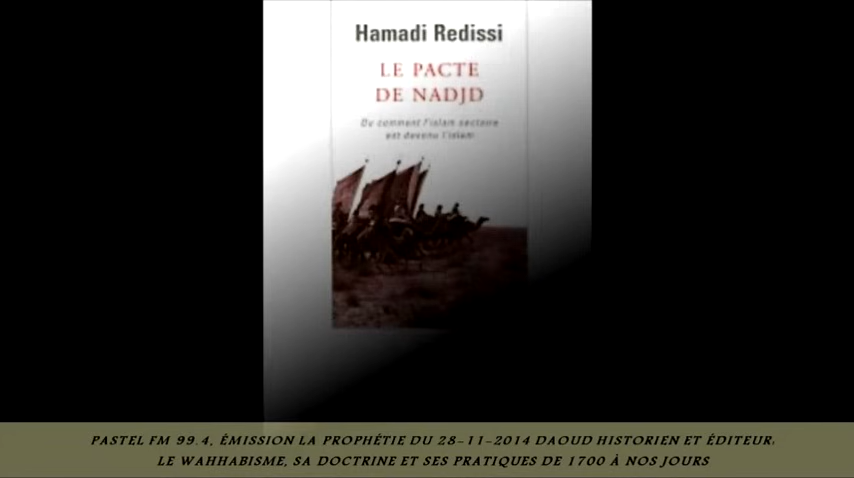 Hamadi Redissi
LE PACTE
DE NADJD
Ou comment l'islam sectaire
est devenu l'islam
PASTEL FM 99.4, ÉMISSION LA PROPHÉTIE DU 28-11-2014 DAOUD HISTORIEN ET ÉDITEUR:
LE WAHHABISME, SA DOCTRINE ET SES PRATIQUES DE 1700 À NOS JOURS